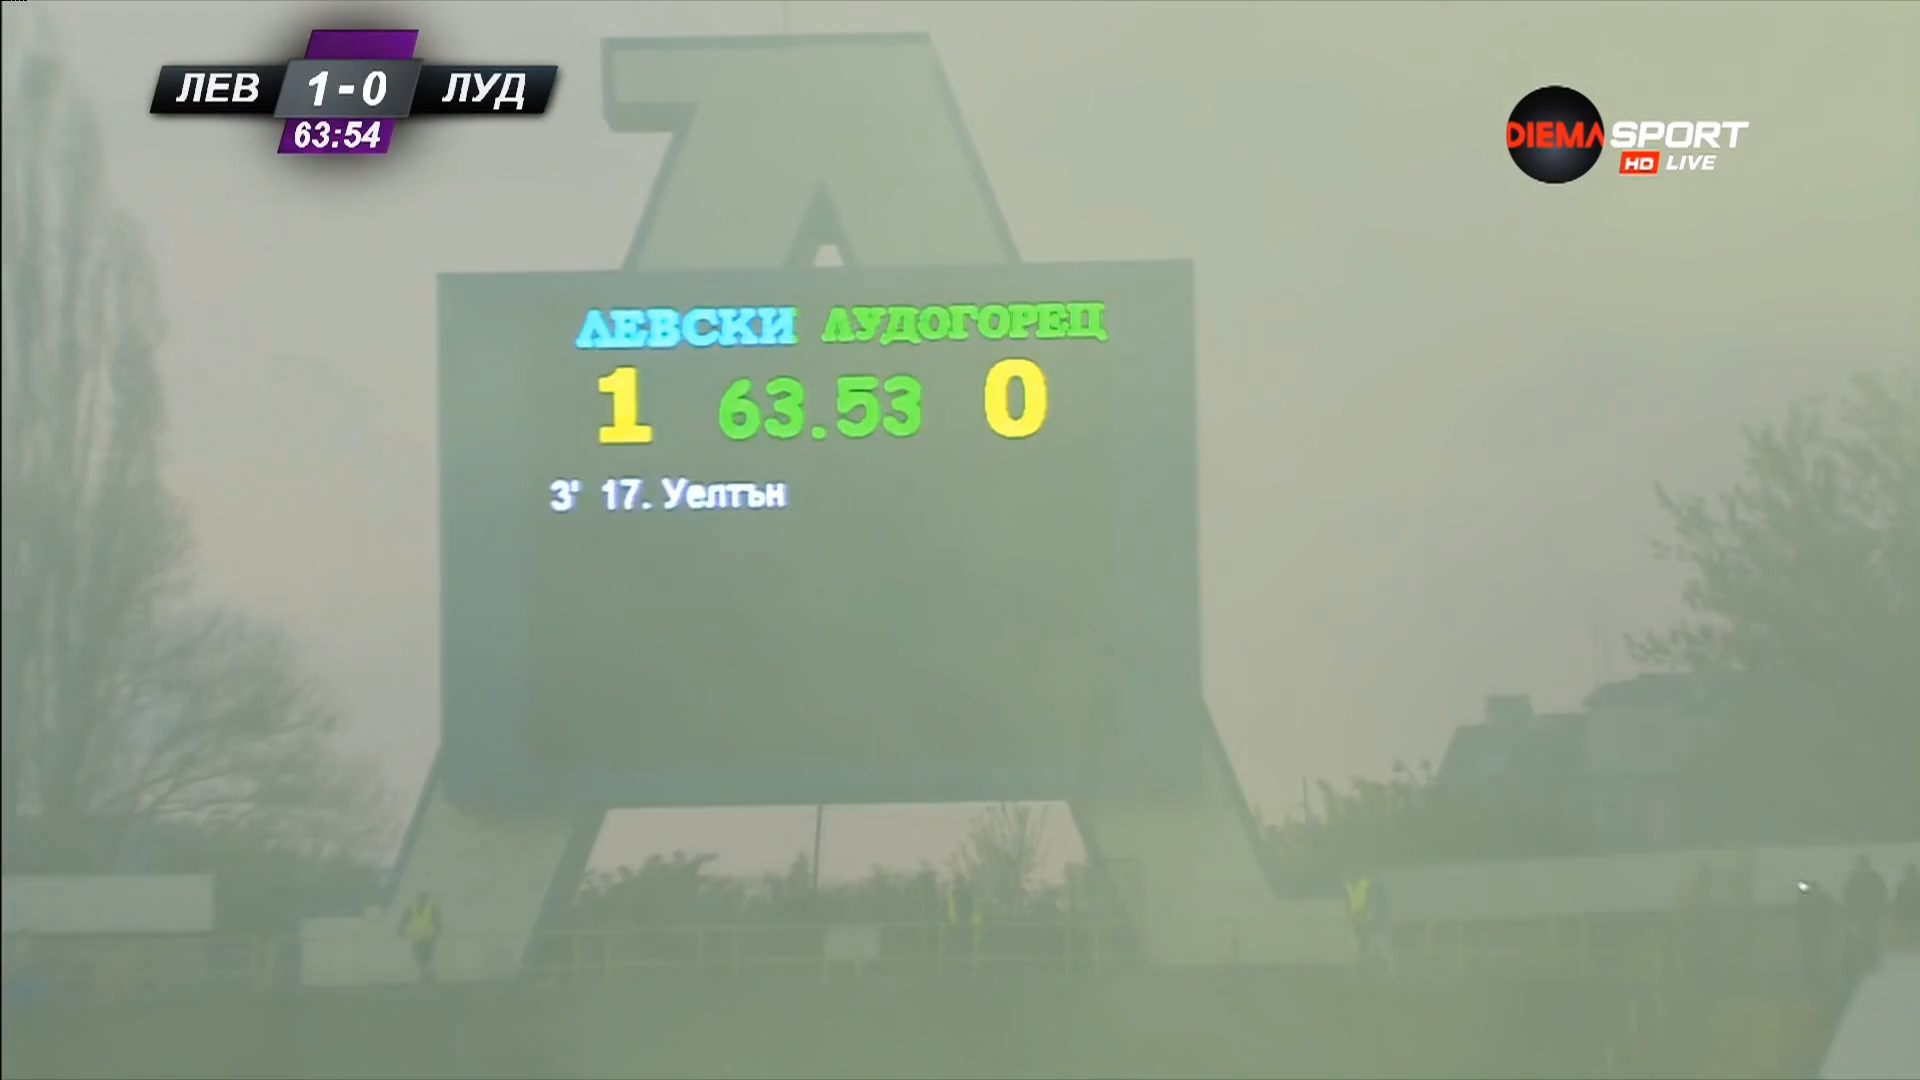 ЛЕВ 1-0 ЛУД
63:54
DIEMA SPORT
HD LIVE
ЛЕВСКИ ЛУДОГОРЕЦ
1 63.53 0
3' 17. Уелтън